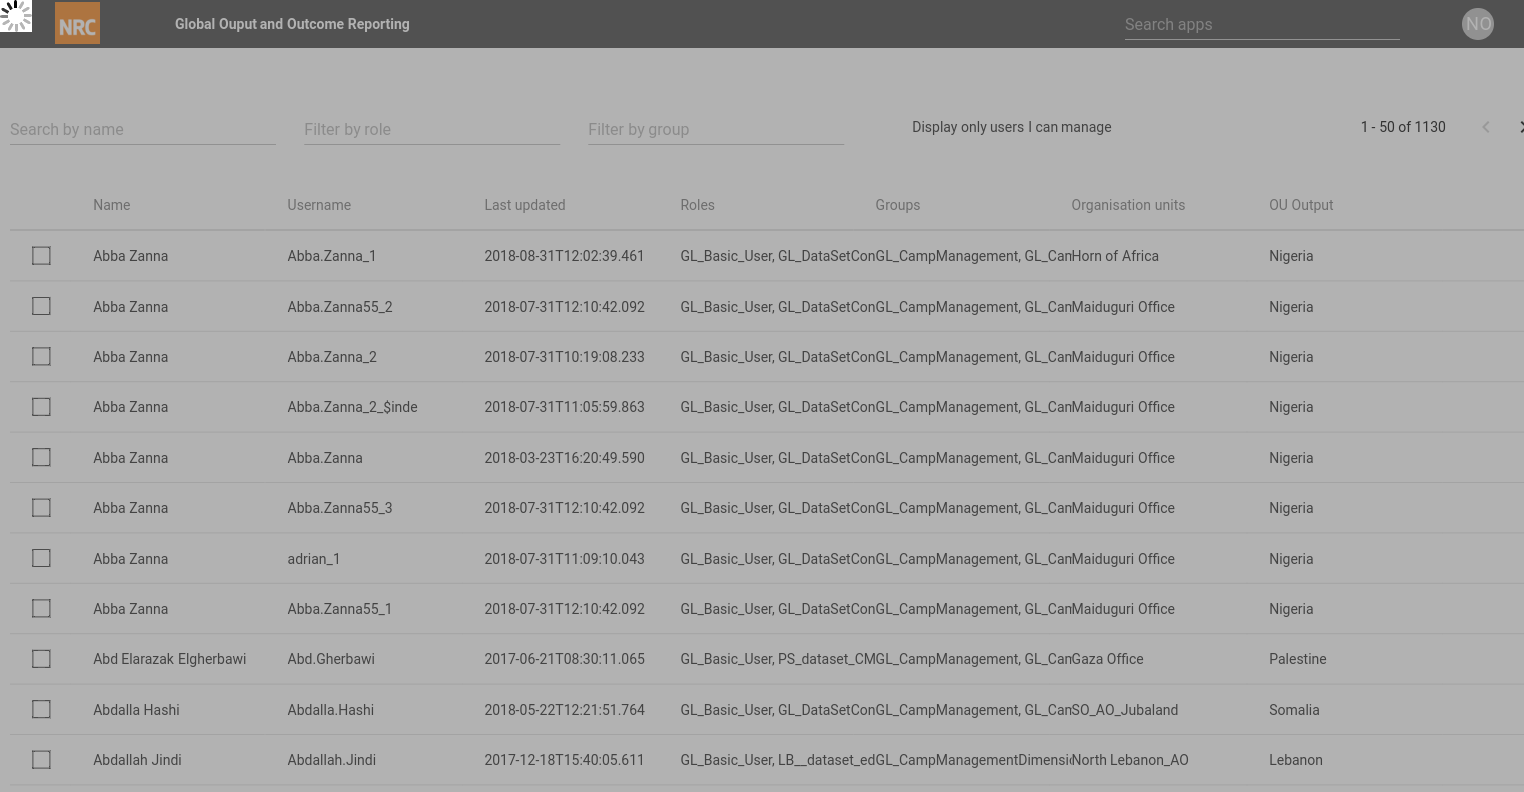 NRC Global Ouput and Outcome Reporting Search apps NO
Search by name Filter by role Filter by group Display only users I can manage 1 - 50 of 1130
Name Username Last updated Roles Groups Organisation units OU Output
Abba Zanna Abba.Zanna_1 2018-08-31T12:02:39.461 GL_Basic_User, GL_DataSetCon GL_CampManagement, GL_Can Horn of Africa Nigeria
Abba Zanna Abba.Zanna55_2 2018-07-31T12:10:42.092 GL_Basic_User, GL_DataSetCon GL_CampManagement, GL_Can Maiduguri Office Nigeria
Abba Zanna Abba.Zanna_2 2018-07-31T10:19:08.233 GL_Basic_User, GL_DataSetCon GL_CampManagement, GL_Can Maiduguri Office Nigeria
Abba Zanna Abba.Zanna_2_$inde 2018-07-31T11:05:59.863 GL_Basic_User, GL_DataSetCon GL_CampManagement, GL_Can Maiduguri Office Nigeria
Abba Zanna Abba.Zanna 2018-03-23T16:20:49.590 GL_Basic_User, GL_DataSetCon GL_CampManagement, GL_Can Maiduguri Office Nigeria
Abba Zanna Abba.Zanna55_3 2018-07-31T12:10:42.092 GL_Basic_User, GL_DataSetCon GL_CampManagement, GL_Can Maiduguri Office Nigeria
Abba Zanna adrian_1 2018-07-31T11:09:10.043 GL_Basic_User, GL_DataSetCon GL_CampManagement, GL_Can Maiduguri Office Nigeria
Abba Zanna Abba.Zanna55_1 2018-07-31T12:10:42.092 GL_Basic_User, GL_DataSetCon GL_CampManagement, GL_Can Maiduguri Office Nigeria
Abd Elarazak Elgherbawi Abd.Gherbawi 2017-06-21T08:30:11.065 GL_Basic_User, PS_dataset_CM GL_CampManagement, GL_Can Gaza Office Palestine
Abdalla Hashi Abdalla.Hashi 2018-05-22T12:21:51.764 GL_Basic_User, GL_DataSetCon GL_CampManagement, GL_Can SO_AO_Jubaland Somalia
Abdallah Jindi Abdallah.Jindi 2017-12-18T15:40:05.611 GL_Basic_User, LB__dataset_ed GL_CampManagementDimensi North Lebanon_AO Lebanon